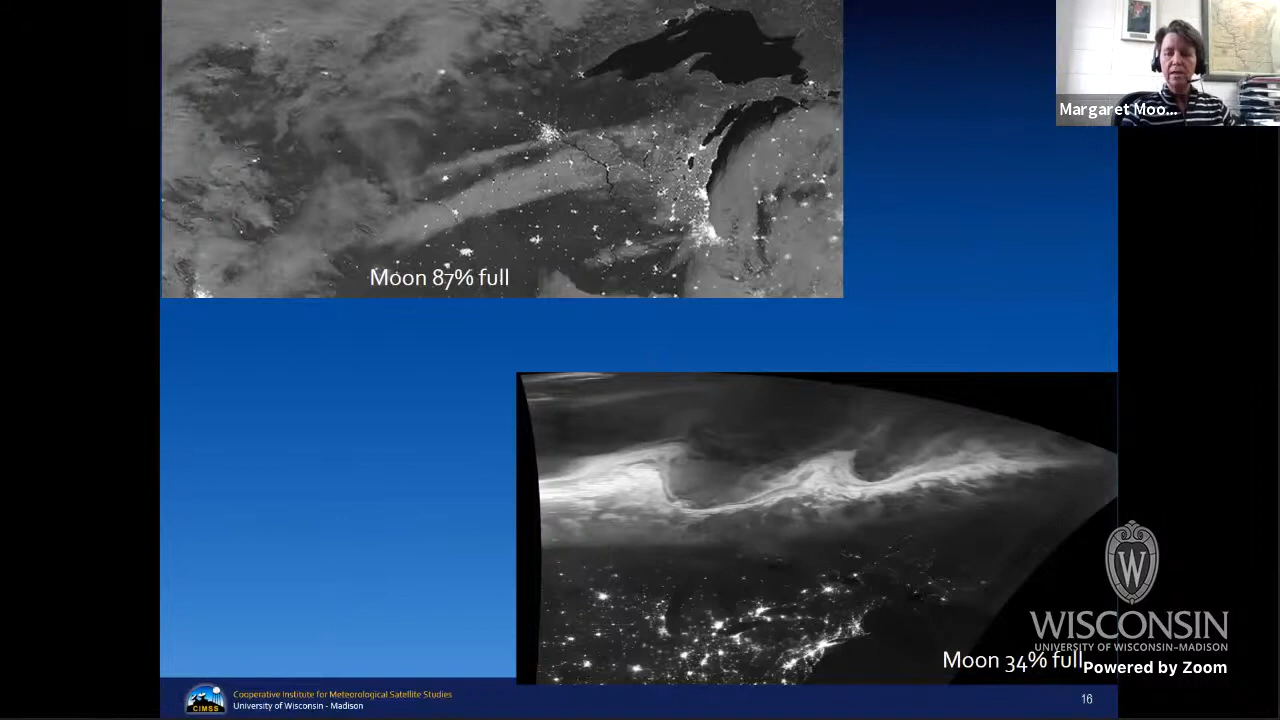 Margaret Moo...
Moon 87% full
W
WISCONSIN
UNIVERSITY OF WISCONSIN–MADISON
Moon 34% full
Powered by Zoom
CIMSS
Cooperative Institute for Meteorological Satellite Studies
University of Wisconsin - Madison
16